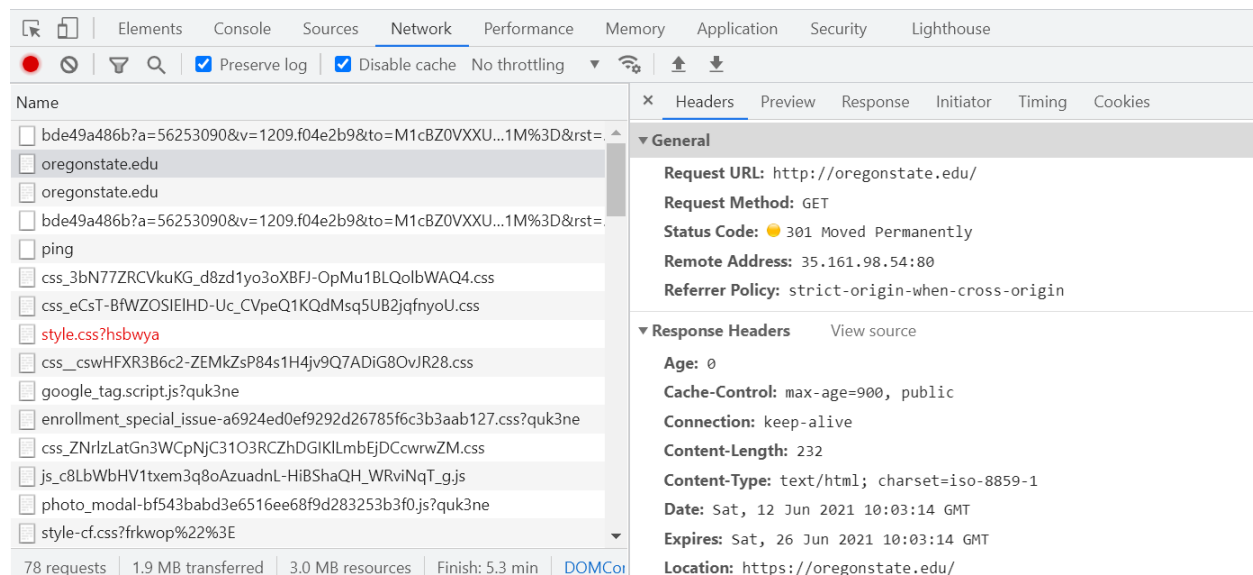 Elements Console Sources Network Performance Memory Application Security Lighthouse
Preserve log Disable cache No throttling
Name
Headers Preview Response Initiator Timing Cookies
bde49a486b?a=56253090&v=1209.f04e2b9&to=M1cBZ0VXXU...1M%3D&rst=.
oregonstate.edu
oregonstate.edu
bde49a486b?a=56253090&v=1209.f04e2b9&to=M1cBZ0VXXU...1M%3D&rst=.
ping
css_3bN77ZRCVkuKG_d8zd1yo3oXBFJ-OpMu1BLQolbWAQ4.css
css_eCsT-BfWZOSIElHD-Uc_CVpeQ1KQdMsq5UB2jqfnyoU.css
style.css?hsbwya
css__cswHFXR3B6c2-ZEMkZsP84s1H4jv9Q7ADiG8OvJR28.css
google_tag.script.js?quk3ne
enrollment_special_issue-a6924ed0ef9292d26785f6c3b3aab127.css?quk3ne
css_ZNrlzLatGn3WCpNjC31O3RCZhDGIKlLmbEjDCcwrwZM.css
js_c8LbWbHV1txem3q8oAzuadnL-HiBShaQH_WRviNqT_g.js
photo_modal-bf543babd3e6516ee68f9d283253b3f0.js?quk3ne
style-cf.css?frkwop%22%3E
78 requests 1.9 MB transferred 3.0 MB resources Finish: 5.3 min DOMCor
General
Request URL: http://oregonstate.edu/
Request Method: GET
Status Code: 301 Moved Permanently
Remote Address: 35.161.98.54:80
Referrer Policy: strict-origin-when-cross-origin
Response Headers View source
Age: 0
Cache-Control: max-age=900, public
Connection: keep-alive
Content-Length: 232
Content-Type: text/html; charset=iso-8859-1
Date: Sat, 12 Jun 2021 10:03:14 GMT
Expires: Sat, 26 Jun 2021 10:03:14 GMT
Location: https://oregonstate.edu/